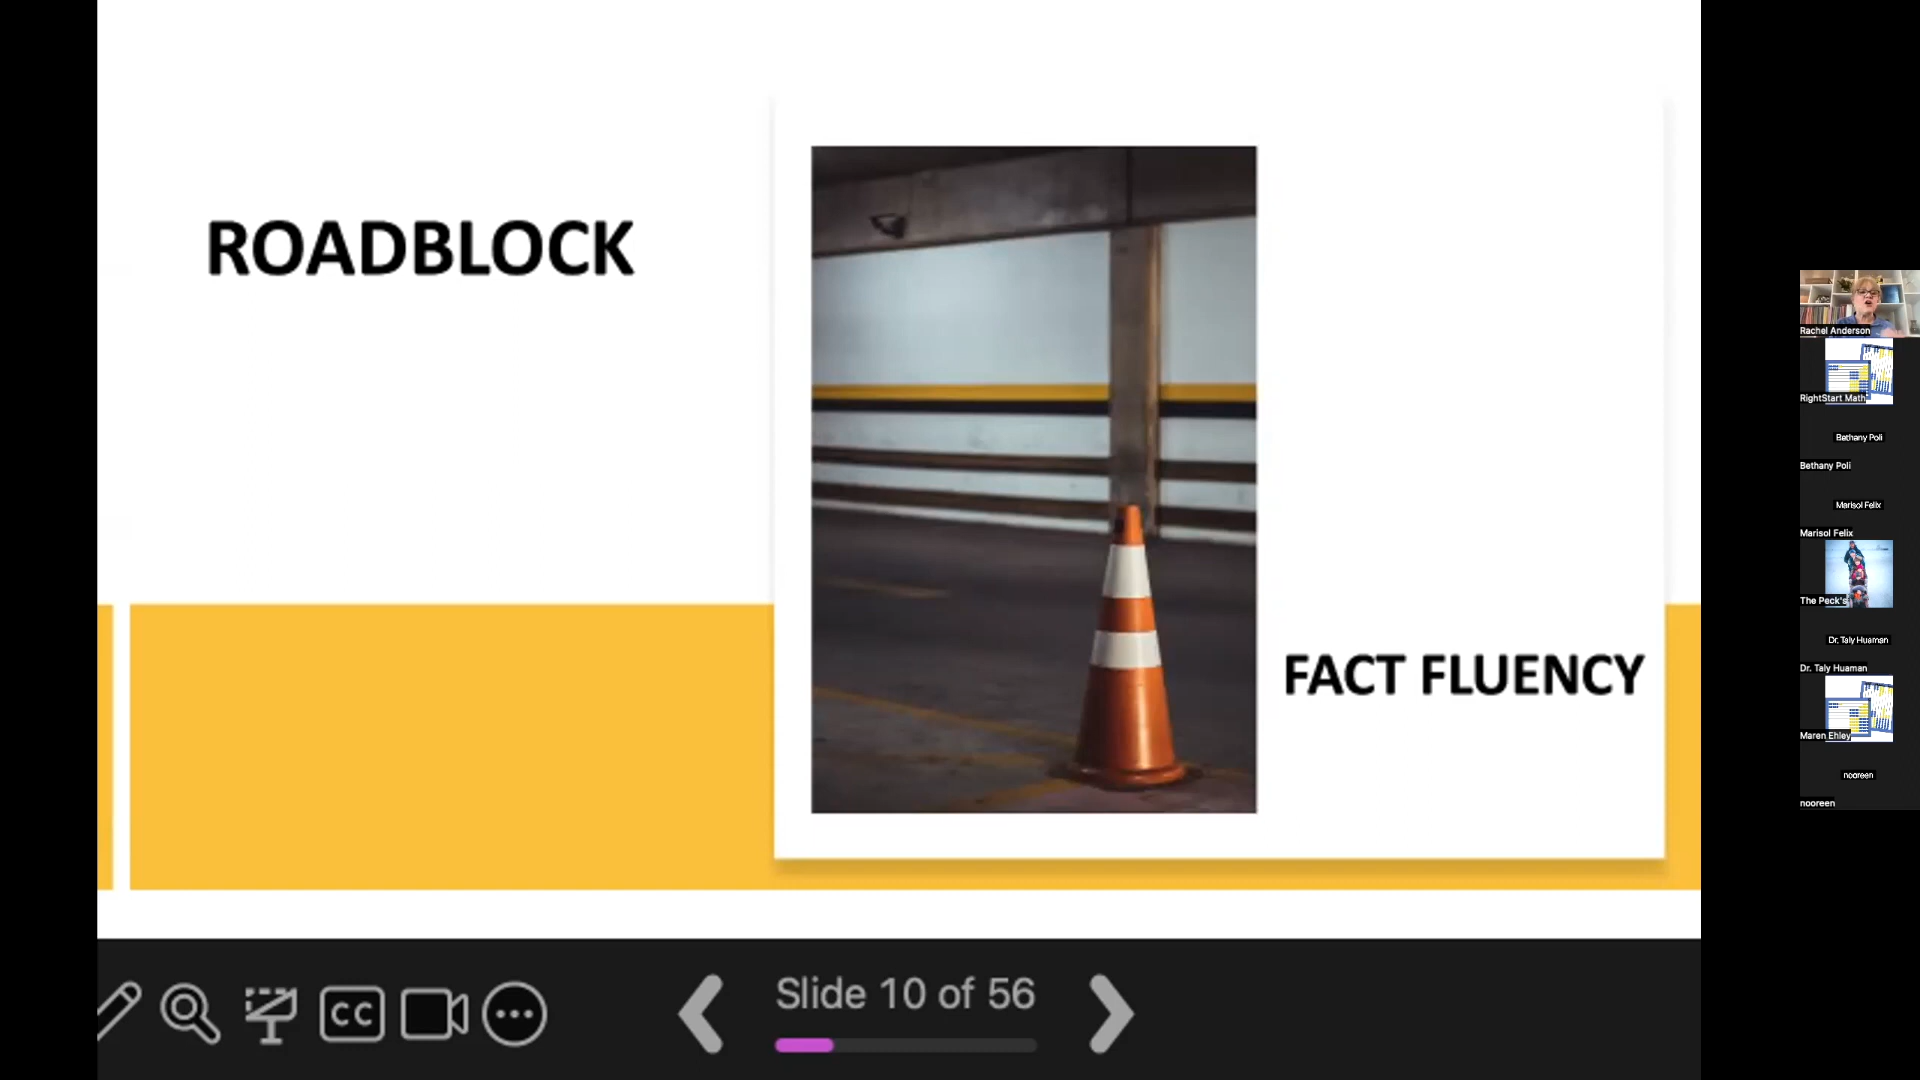 ROADBLOCK
FACT FLUENCY
CC
Slide 10 of 56
Rachel Anderson
RightStart Math
Bethany Poli
Bethany Poli
Marisol Felix
Marisol Felix
The Peck's
Dr. Taly Huaman
Dr. Taly Huaman
Maren Ehley
nooreen
nooreen